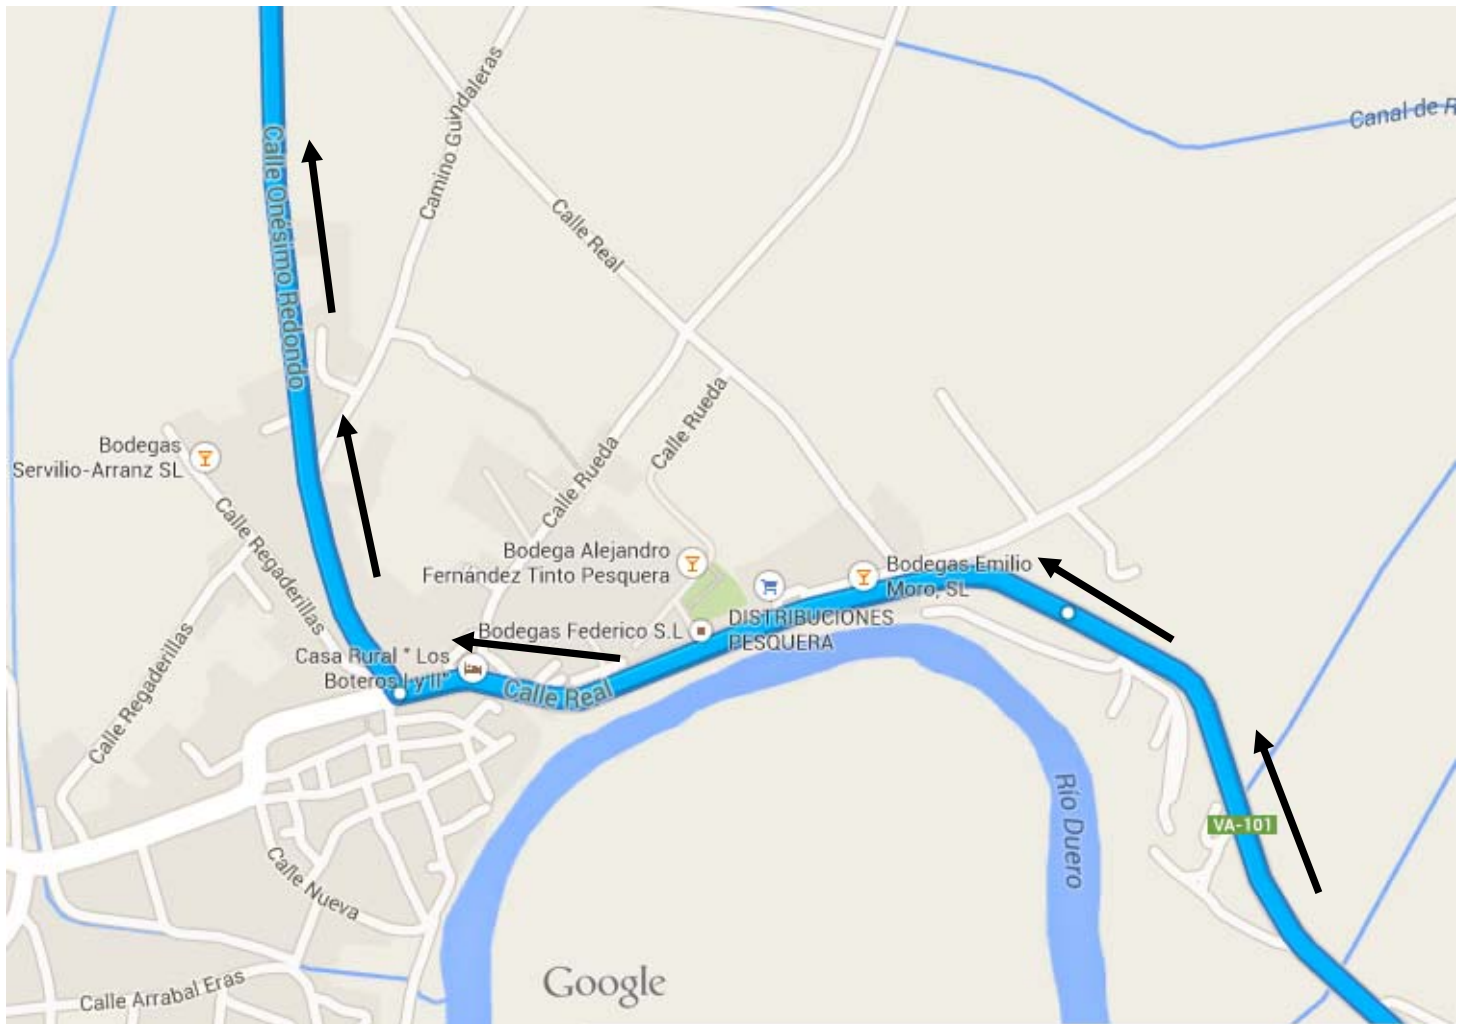 Canal de R
Camino Gundaleras
Calle Onésimo Redondo
Calle Real
Calle Rueda
Calle Rueda
Bodegas
Servilio-Arranz SL
Calle Regaderillas
Bodega Alejandro
Fernández Tinto Pesquera
Bodegas Emilio
Moro, SL
DISTRIBUCIONES
PESQUERA
Bodegas Federico S.L
Casa Rural " Los
Boteros I y II"
Calle Real
Calle Regaderillas
Río Duero
VA-101
Calle Nueva
Calle Arrabal Eras
Google